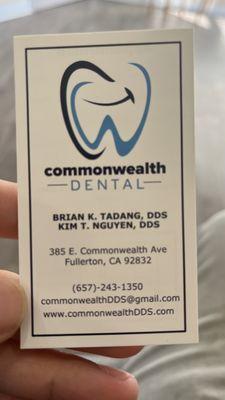 commonwealth
DENTAL
BRIAN K. TADANG, DDS
KIM T. NGUYEN, DDS
385 E. Commonwealth Ave
Fullerton, CA 92832
(657)-243-1350
commonwealthDDS@gmail.com
www.commonwealthDDS.com